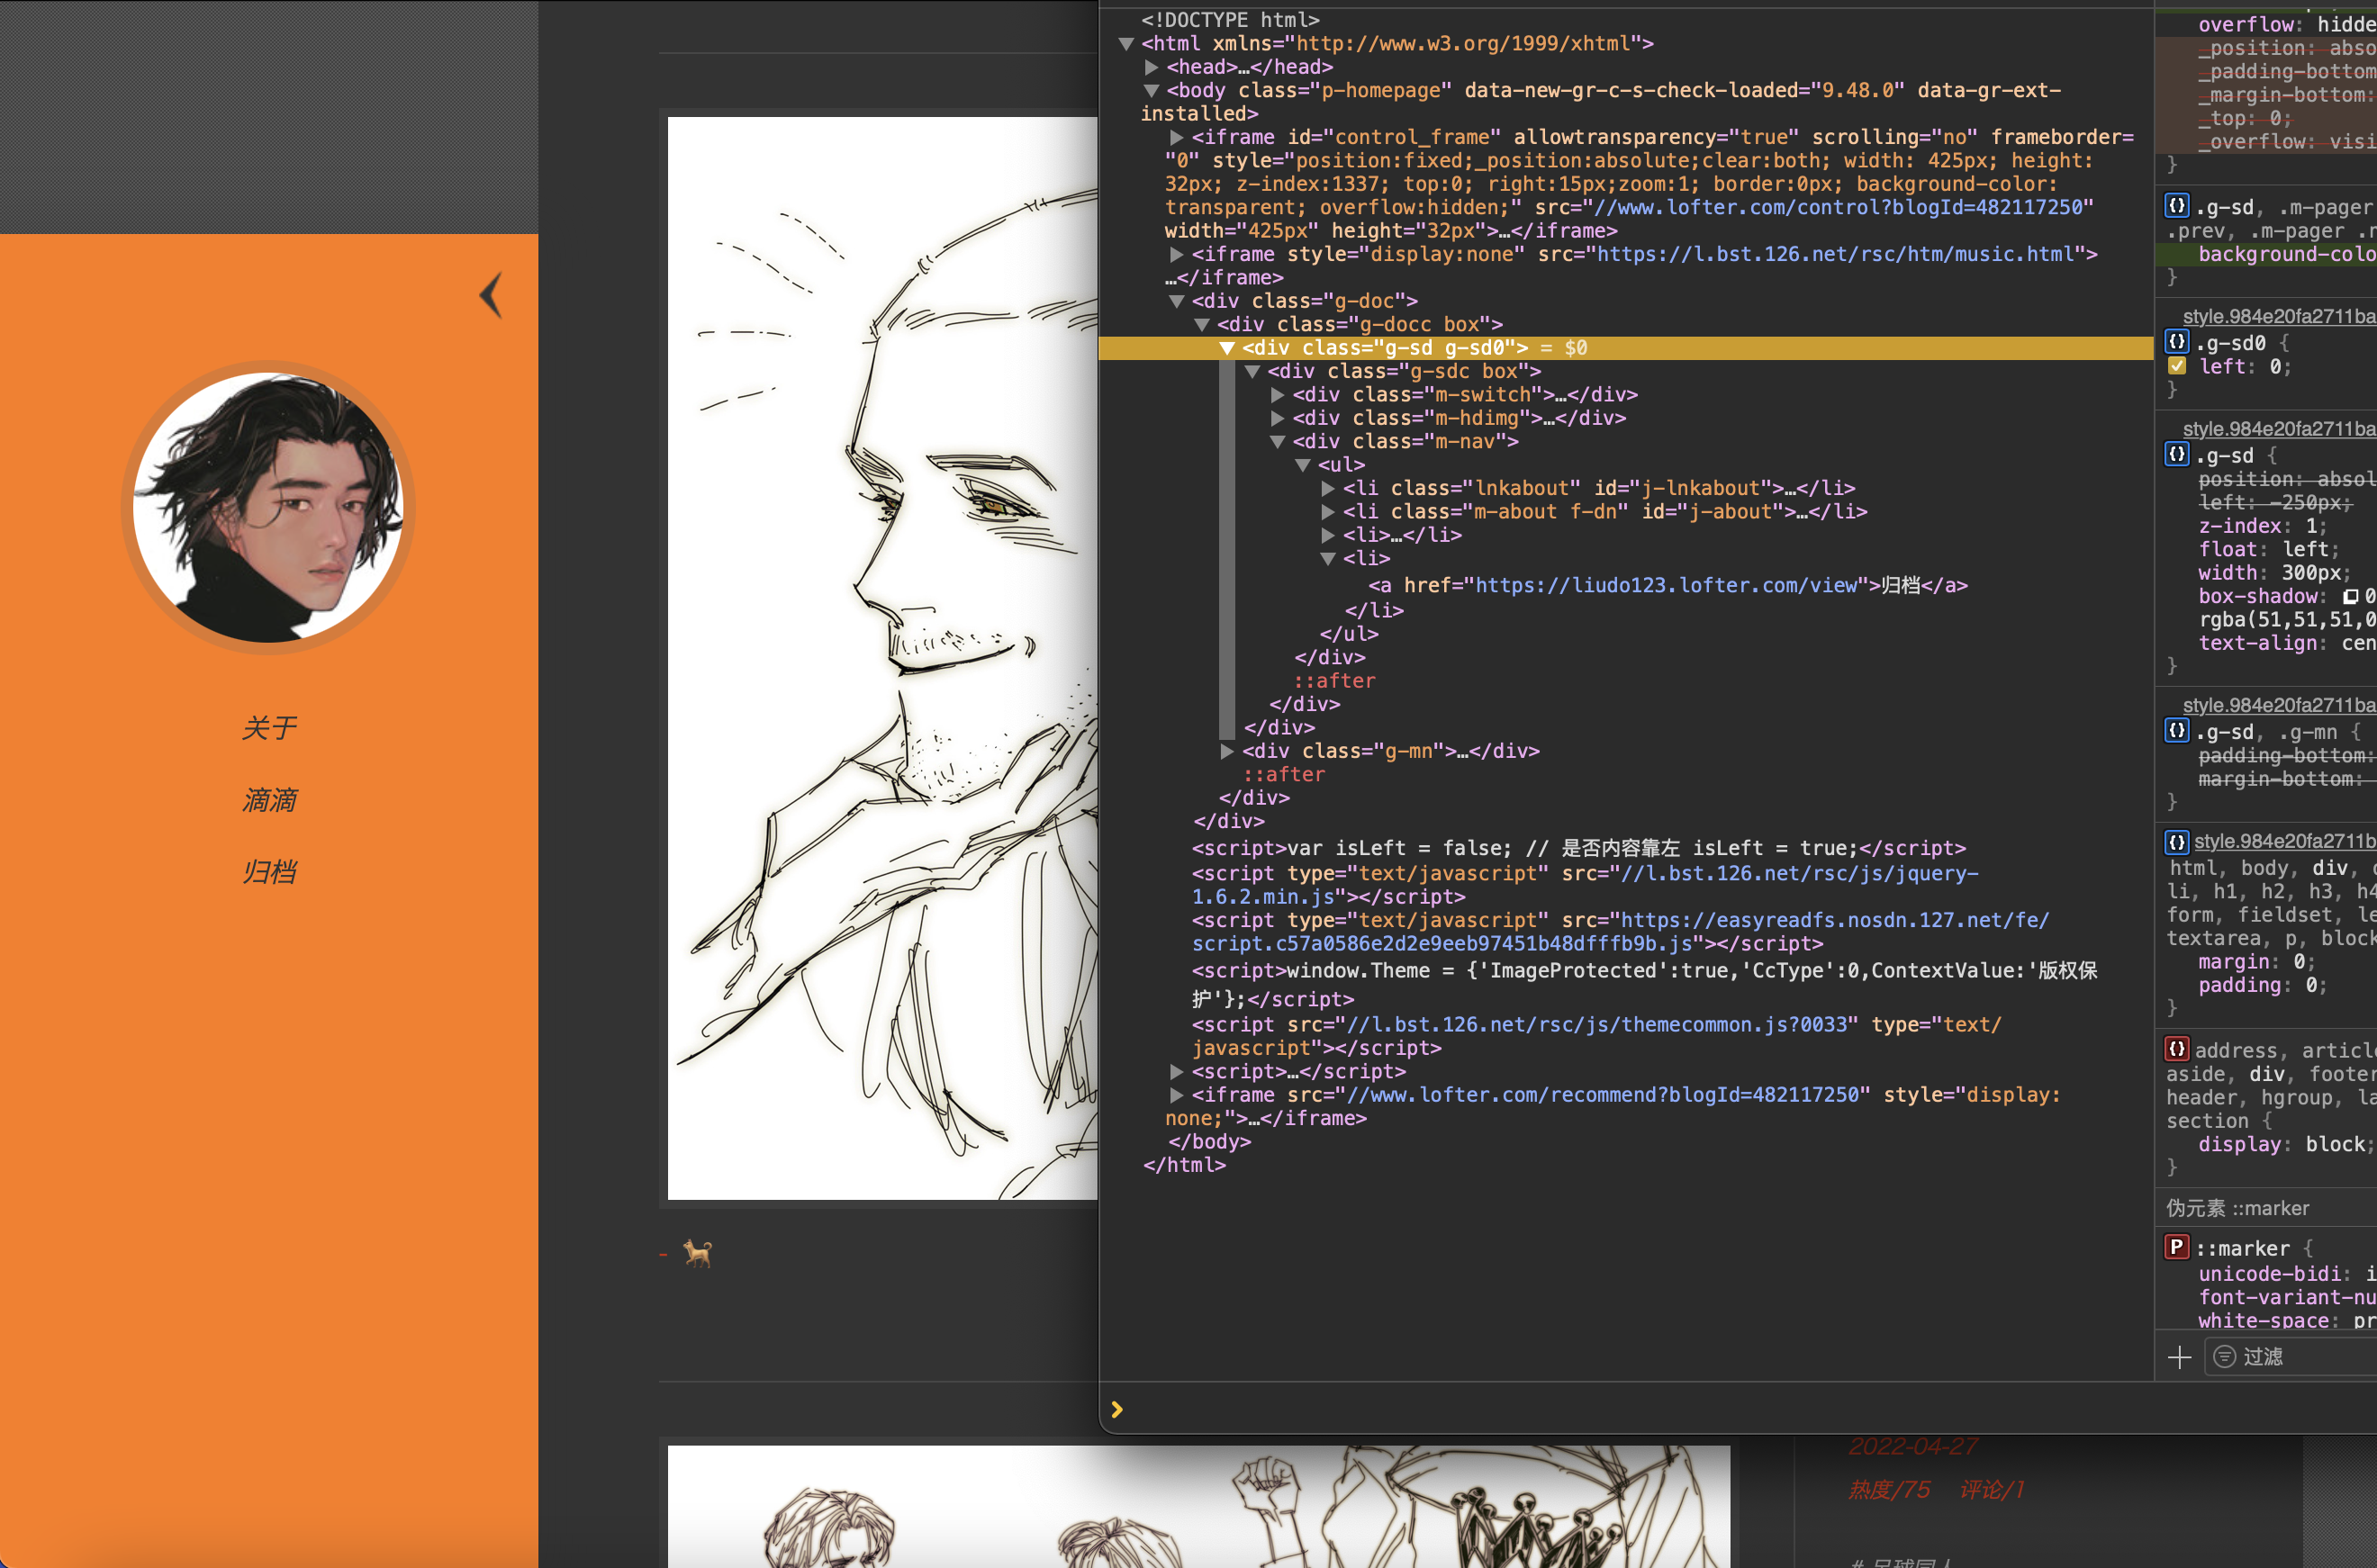 关于
滴滴
归档
<!DOCTYPE html>
<html xmlns="http://www.w3.org/1999/xhtml">
<head>…</head>
<body class="p-homepage" data-new-gr-c-s-check-loaded="9.48.0" data-gr-ext-
installed>
<iframe id="control_frame" allowtransparency="true" scrolling="no" frameborder=
"0" style="position:fixed;_position:absolute;clear:both; width: 425px; height:
32px; z-index:1337; top:0; right:15px;zoom:1; border:0px; background-color:
transparent; overflow:hidden;" src="//www.lofter.com/control?blogId=482117250"
width="425px" height="32px">…</iframe>
<iframe style="display:none" src="https://l.bst.126.net/rsc/htm/music.html">
…</iframe>
<div class="g-doc">
<div class="g-docc box">
<div class="g-sd g-sd0"> = $0
<div class="g-sdc box">
<div class="m-switch">…</div>
<div class="m-hdimg">…</div>
<div class="m-nav">
<ul>
<li class="lnkabout" id="j-lnkabout">…</li>
<li class="m-about f-dn" id="j-about">…</li>
<li>…</li>
<li>
<a href="https://liudo123.lofter.com/view">归档</a>
</li>
</ul>
</div>
::after
</div>
</div>
<div class="g-mn">…</div>
::after
</div>
</div>
<script>var isLeft = false; // 是否内容靠左 isLeft = true;</script>
<script type="text/javascript" src="//l.bst.126.net/rsc/js/jquery-
1.6.2.min.js"></script>
<script type="text/javascript" src="https://easyreadfs.nosdn.127.net/fe/
script.c57a0586e2d2e9eeb97451b48dfffb9b.js"></script>
<script>window.Theme = {'ImageProtected':true,'CcType':0,ContextValue:'版权保
护'};</script>
<script src="//l.bst.126.net/rsc/js/themecommon.js?0033" type="text/
javascript"></script>
<script>…</script>
<iframe src="//www.lofter.com/recommend?blogId=482117250" style="display:
none;">…</iframe>
</body>
</html>
overflow: hidde
_position: abso
_padding-bottom
_margin-bottom:
_top: 0;
_overflow: visi
}
.g-sd, .m-pager
.prev, .m-pager .n
background-colo
}
style.984e20fa2711ba
.g-sd0 {
left: 0;
}
style.984e20fa2711ba
.g-sd {
position: absol
left: -250px;
z-index: 1;
float: left;
width: 300px;
box-shadow: 0
rgba(51,51,51,0
text-align: cen
}
style.984e20fa2711ba
.g-sd, .g-mn {
padding-bottom:
margin-bottom: -
}
style.984e20fa2711b
html, body, div, d
li, h1, h2, h3, h4
form, fieldset, le
textarea, p, block
margin: 0;
padding: 0;
}
address, article
aside, div, footer
header, hgroup, la
section {
display: block;
}
伪元素 ::marker
P ::marker {
unicode-bidi: i
font-variant-nu
white-space: pr
过滤
2022-04-27
热度/75 评论/1